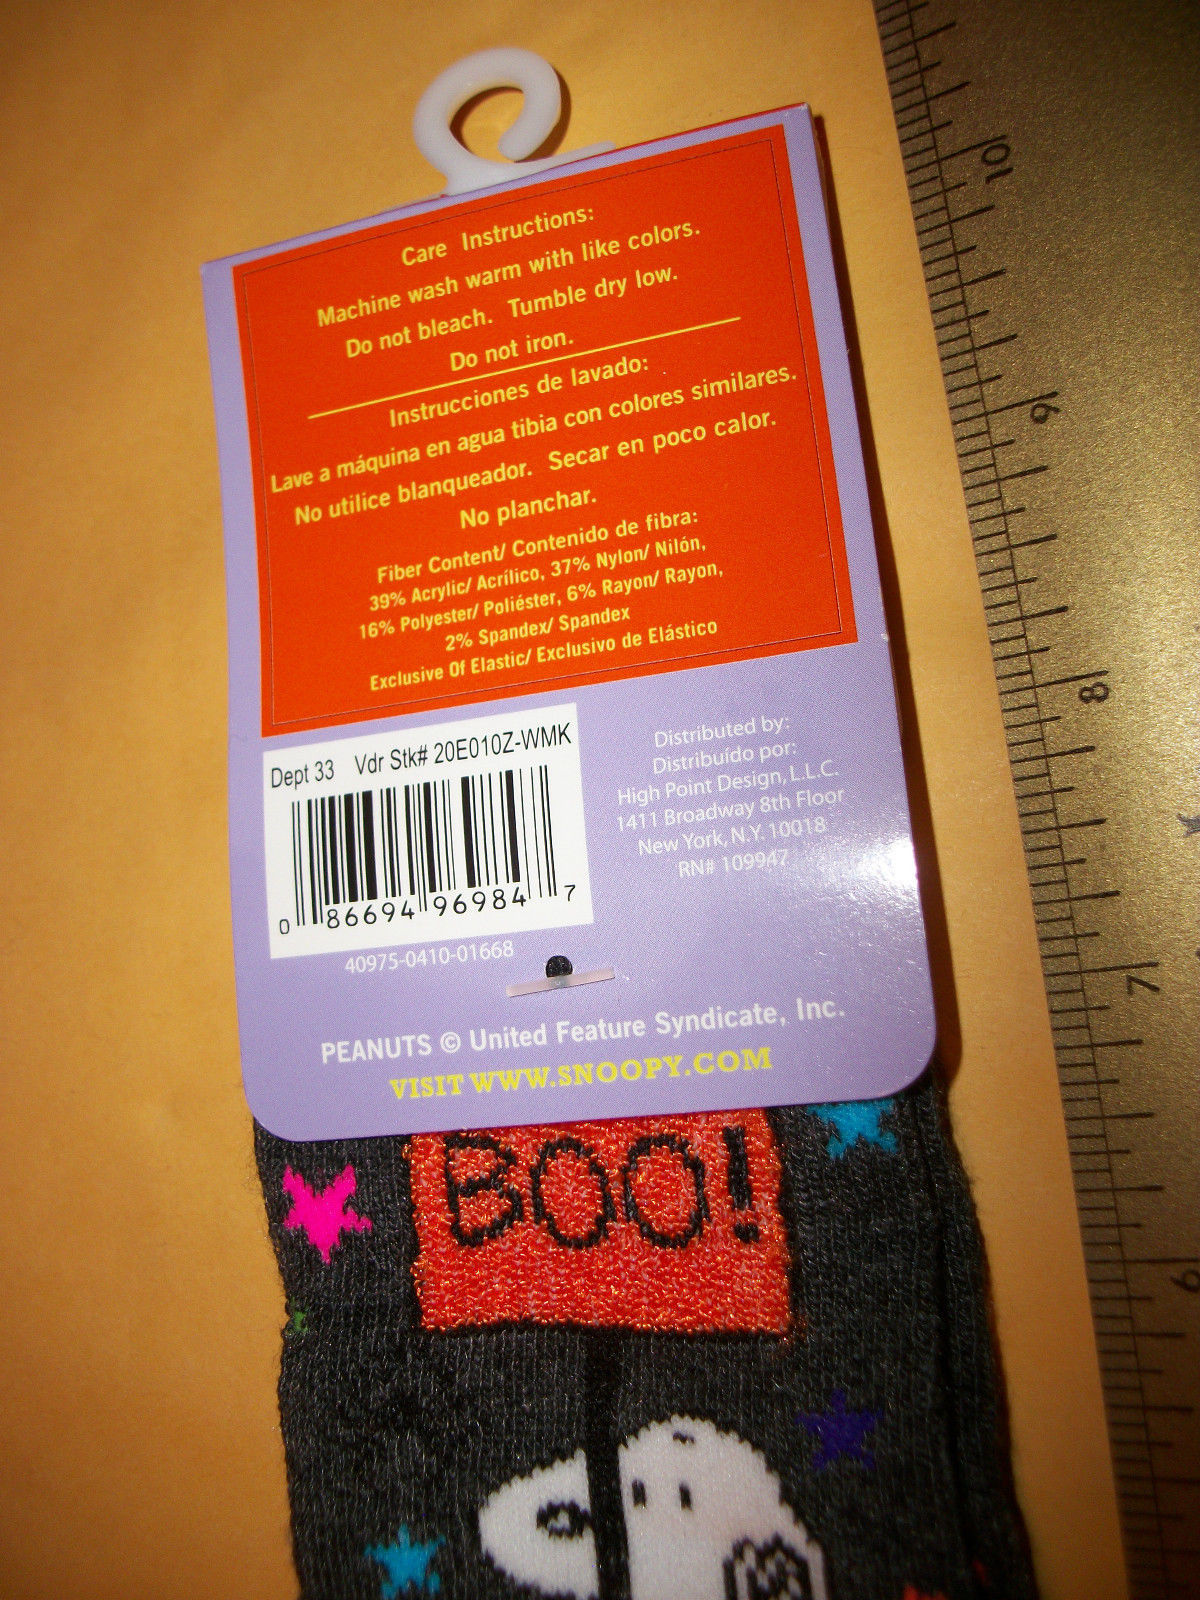 Care Instructions:
Machine wash warm with like colors.
Do not bleach. Tumble dry low.
Do not iron.
Instrucciones de lavado:
Lave a máquina en agua tibia con colores similares.
No utilice blanqueador. Secar en poco calor.
No planchar.
Fiber Content/ Contenido de fibra:
39% Acrylic/ Acrílico, 37% Nylon/ Nilón,
16% Polyester/ Poliéster, 6% Rayon/ Rayon,
2% Spandex/ Spandex
Exclusive Of Elastic/ Exclusivo de Elástico
Dept 33 Vdr Stk# 20E010Z-WMK
0 86694 96984 7
40975-0410-01668
Distributed by:
Distribuído por:
High Point Design, L.L.C.
1411 Broadway 8th Floor
New York, N.Y. 10018
RN# 109947
PEANUTS © United Feature Syndicate, Inc.
VISIT WWW.SNOOPY.COM
BOO!
10
9
8
7
6